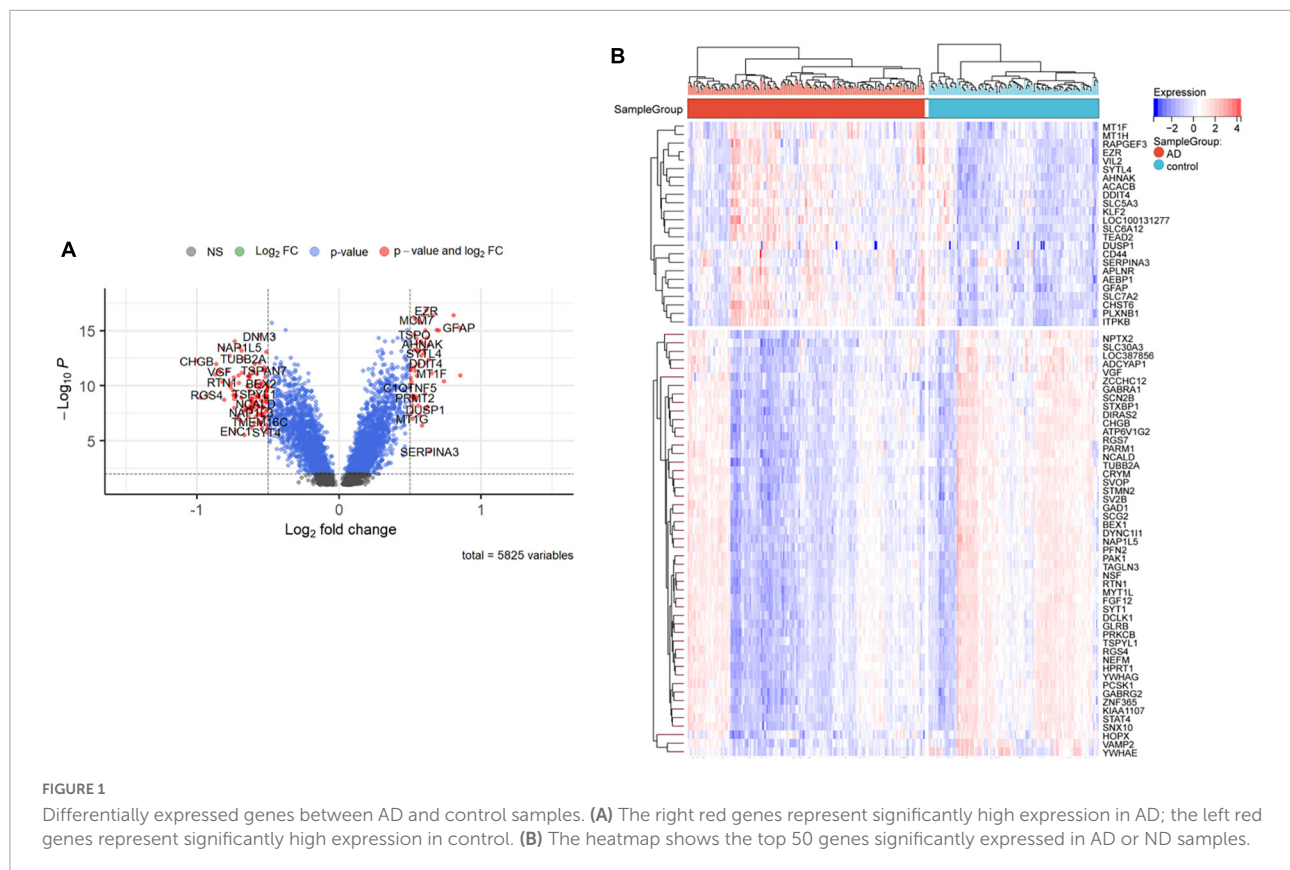 A
NS Log2 FC p-value p – value and log2 FC
– Log10 P
15
10
5
EZR
MCM7
GFAP
TSPO
AHNAK
SYTL4
DDIT4
MT1F
C1QTNF5
PRMT2
DUSP1
MT1G
SERPINA3
DNM3
NAP1L5
CHGB
TUBB2A
VGF
TSPAN7
RTN1
BEX2
RGS4
TSPYL1
NCALD
TMEM16C
ENC1
SYT4
-1 0 1
Log2 fold change
total = 5825 variables
B
SampleGroup
Expression
−2 0 2 4
SampleGroup:
AD
control
MT1F
MT1H
RAPGEF3
EZR
VIL2
SYTL4
AHNAK
ACACB
DDIT4
SLC5A3
KLF2
LOC100131277
SLC6A12
TEAD2
DUSP1
CD44
SERPINA3
APLNR
AEBP1
GFAP
SLC7A2
CHST6
PLXNB1
ITPKB
NPTX2
SLC30A3
LOC387856
ADCYAP1
VGF
ZCCHC12
GABRA1
SCN2B
STXBP1
DIRAS2
CHGB
ATP6V1G2
RGS7
PARM1
NCALD
TUBB2A
CRYM
SVOP
STMN2
SV2B
GAD1
SCG2
BEX1
DYNC1I1
NAP1L5
PFN2
PAK1
TAGLN3
NSF
RTN1
MYT1L
FGF12
SYT1
DCLK1
GLRB
PRKCB
TSPYL1
RGS4
NEFM
HPRT1
YWHAG
PCSK1
GABRG2
ZNF365
KIAA1107
STAT4
SNX10
HOPX
VAMP2
YWHAE
FIGURE 1
Differentially expressed genes between AD and control samples. (A) The right red genes represent significantly high expression in AD; the left red
genes represent significantly high expression in control. (B) The heatmap shows the top 50 genes significantly expressed in AD or ND samples.